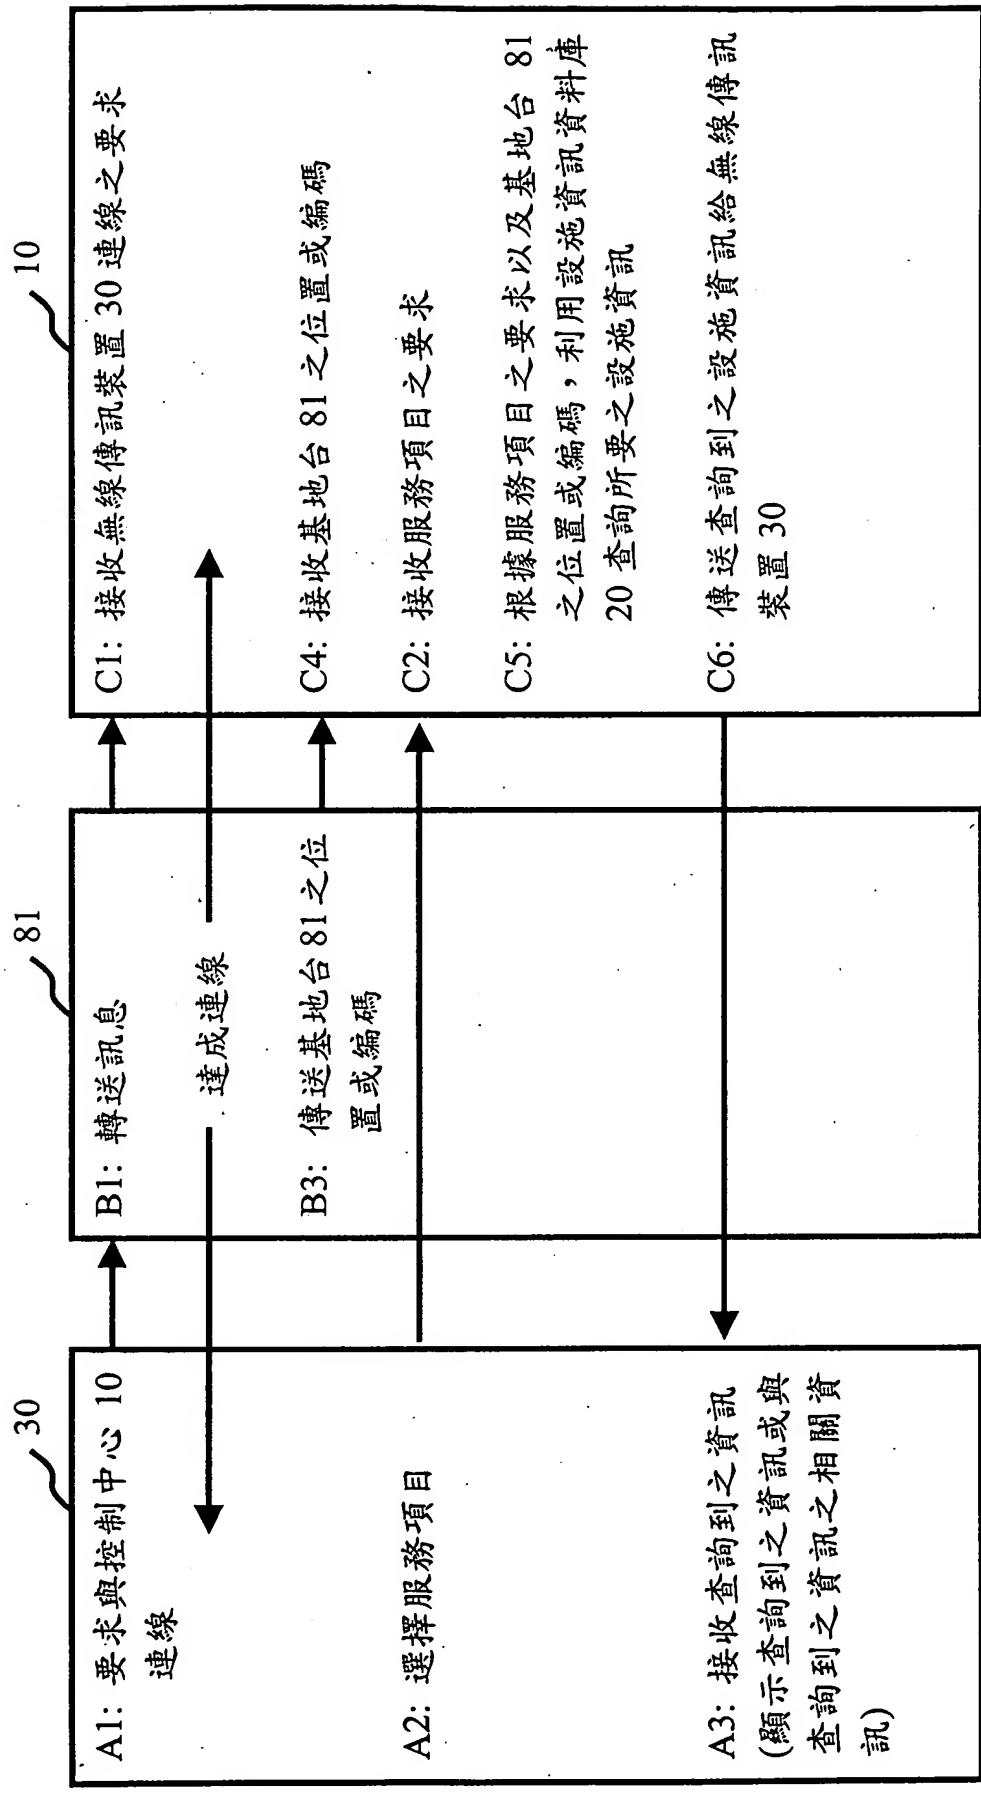 30
A1: 要求與控制中心 10
連線
A2: 選擇服務項目
A3: 接收查詢到之資訊
(顯示查詢到之資訊或與
查詢到之資訊之相關資
訊)
81
B1: 轉送訊息
達成連線
B3: 傳送基地台 81 之位
置或編碼
10
C1: 接收無線傳訊裝置 30 連線之要求
C4: 接收基地台 81 之位置或編碼
C2: 接收服務項目之要求
C5: 根據服務項目之要求以及基地台 81
之位置或編碼，利用設施資訊資料庫
20 查詢所要之設施資訊
C6: 傳送查詢到之設施資訊給無線傳訊
裝置 30